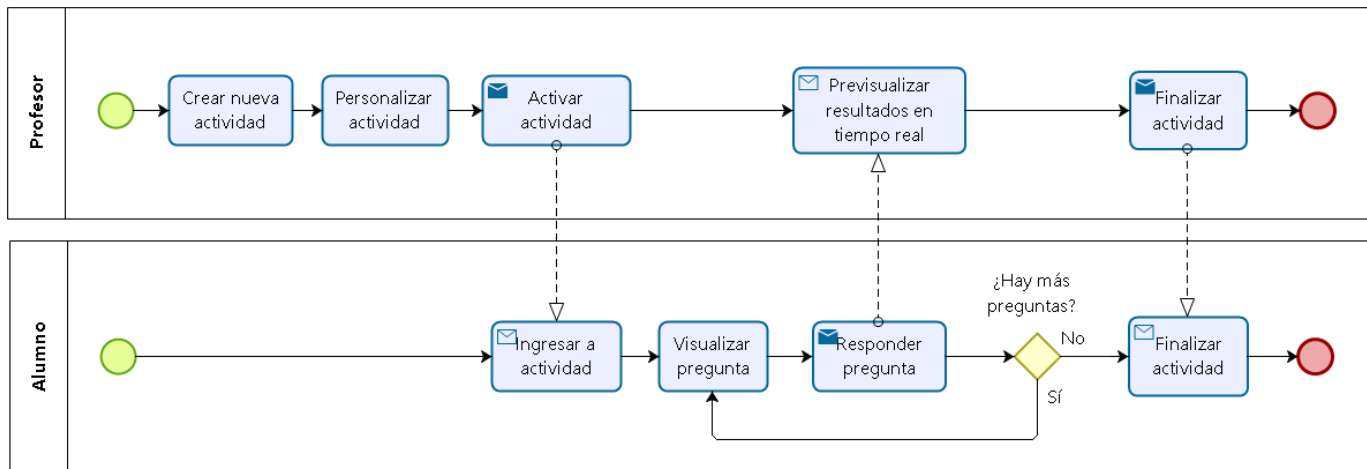 Profesor
Crear nueva
actividad
Personalizar
actividad
Activar
actividad
Previsualizar
resultados en
tiempo real
Finalizar
actividad
Alumno
Ingresar a
actividad
Visualizar
pregunta
Responder
pregunta
¿Hay más
preguntas?
No
Sí
Finalizar
actividad